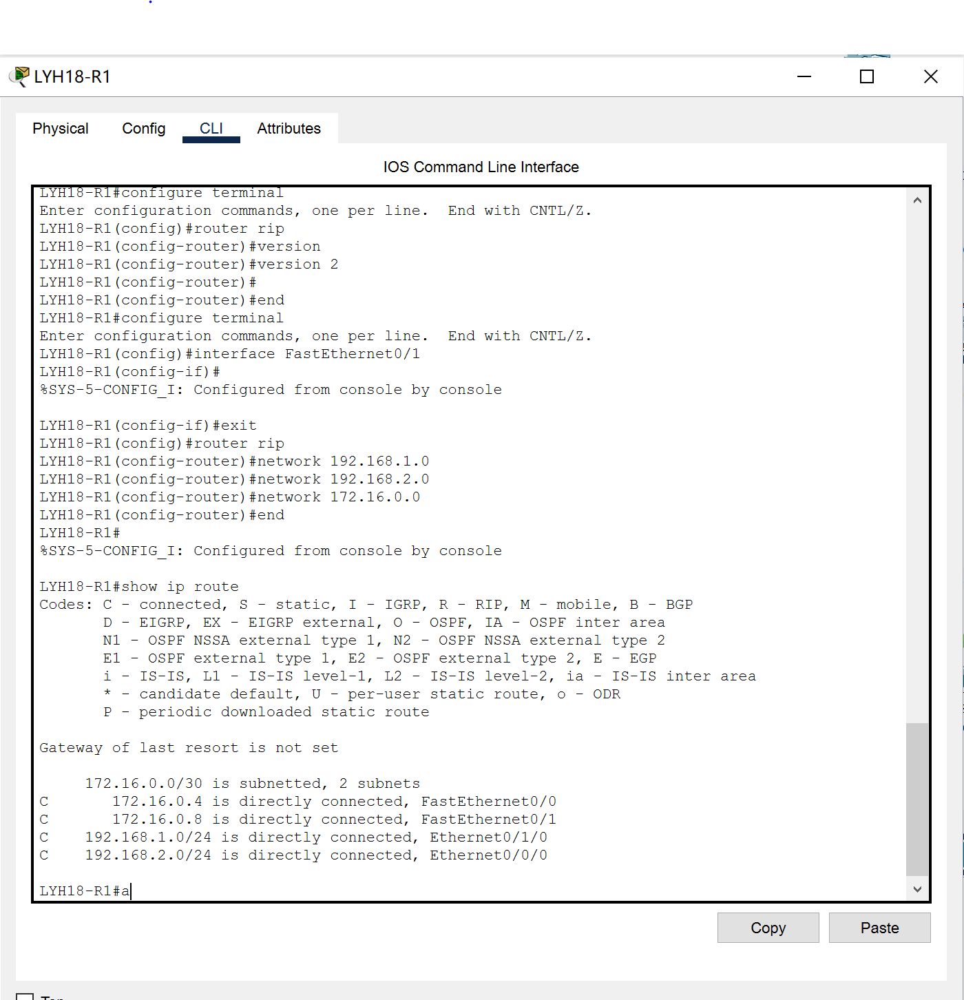 LYH18-R1
Physical Config CLI Attributes
IOS Command Line Interface
LYH18-R1#configure terminal
Enter configuration commands, one per line.  End with CNTL/Z.
LYH18-R1(config)#router rip
LYH18-R1(config-router)#version
LYH18-R1(config-router)#version 2
LYH18-R1(config-router)#
LYH18-R1(config-router)#end
LYH18-R1#configure terminal
Enter configuration commands, one per line.  End with CNTL/Z.
LYH18-R1(config)#interface FastEthernet0/1
LYH18-R1(config-if)#
%SYS-5-CONFIG_I: Configured from console by console
LYH18-R1(config-if)#exit
LYH18-R1(config)#router rip
LYH18-R1(config-router)#network 192.168.1.0
LYH18-R1(config-router)#network 192.168.2.0
LYH18-R1(config-router)#network 172.16.0.0
LYH18-R1(config-router)#end
LYH18-R1#
%SYS-5-CONFIG_I: Configured from console by console
LYH18-R1#show ip route
Codes: C - connected, S - static, I - IGRP, R - RIP, M - mobile, B - BGP
       D - EIGRP, EX - EIGRP external, O - OSPF, IA - OSPF inter area
       N1 - OSPF NSSA external type 1, N2 - OSPF NSSA external type 2
       E1 - OSPF external type 1, E2 - OSPF external type 2, E - EGP
       i - IS-IS, L1 - IS-IS level-1, L2 - IS-IS level-2, ia - IS-IS inter area
       * - candidate default, U - per-user static route, o - ODR
       P - periodic downloaded static route
Gateway of last resort is not set
     172.16.0.0/30 is subnetted, 2 subnets
C       172.16.0.4 is directly connected, FastEthernet0/0
C       172.16.0.8 is directly connected, FastEthernet0/1
C    192.168.1.0/24 is directly connected, Ethernet0/1/0
C    192.168.2.0/24 is directly connected, Ethernet0/0/0
LYH18-R1#a
Copy Paste